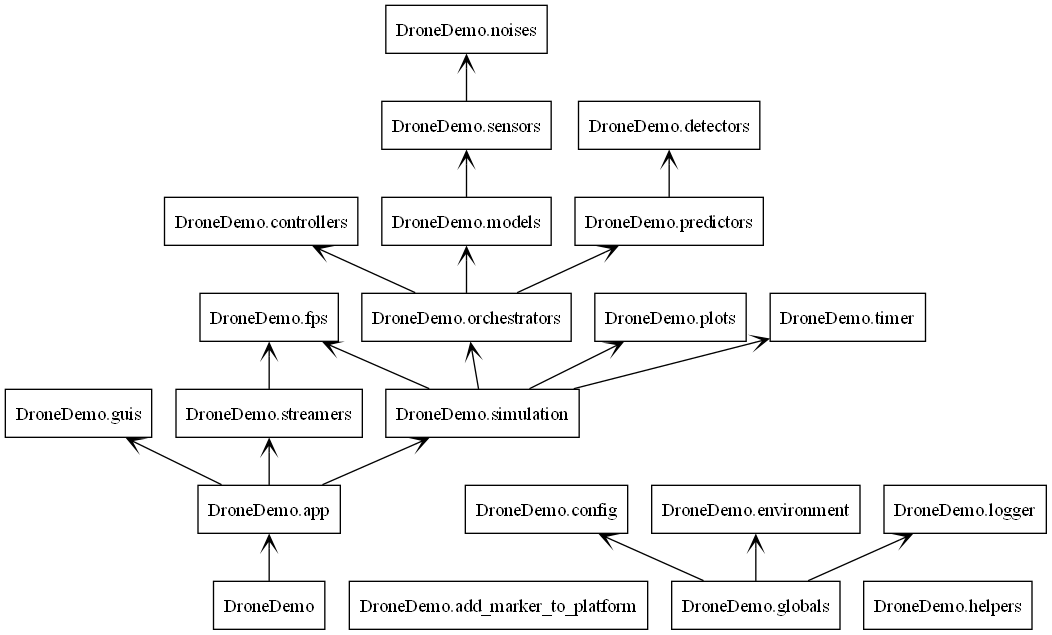 DroneDemo.noises
DroneDemo.sensors
DroneDemo.detectors
DroneDemo.controllers
DroneDemo.models
DroneDemo.predictors
DroneDemo.fps
DroneDemo.orchestrators
DroneDemo.plots
DroneDemo.timer
DroneDemo.guis
DroneDemo.streamers
DroneDemo.simulation
DroneDemo.app
DroneDemo.config
DroneDemo.environment
DroneDemo.logger
DroneDemo
DroneDemo.add_marker_to_platform
DroneDemo.globals
DroneDemo.helpers